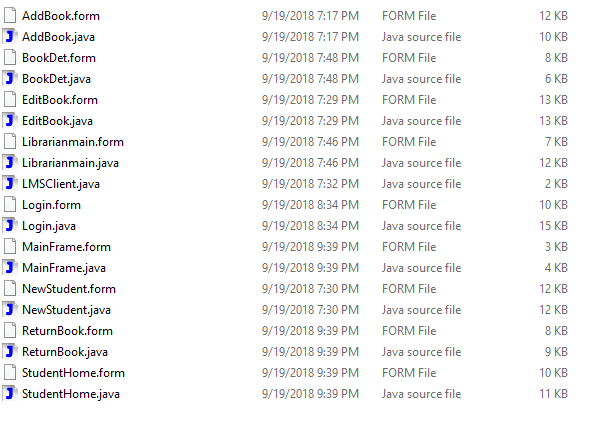 AddBook.form 9/19/2018 7:17 PM FORM File 12 KB
AddBook.java 9/19/2018 7:17 PM Java source file 10 KB
BookDet.form 9/19/2018 7:48 PM FORM File 8 KB
BookDet.java 9/19/2018 7:48 PM Java source file 6 KB
EditBook.form 9/19/2018 7:29 PM FORM File 13 KB
EditBook.java 9/19/2018 7:29 PM Java source file 13 KB
Librarianmain.form 9/19/2018 7:46 PM FORM File 7 KB
Librarianmain.java 9/19/2018 7:46 PM Java source file 12 KB
LMSClient.java 9/19/2018 7:32 PM Java source file 2 KB
Login.form 9/19/2018 8:34 PM FORM File 10 KB
Login.java 9/19/2018 8:34 PM Java source file 15 KB
MainFrame.form 9/19/2018 9:39 PM FORM File 3 KB
MainFrame.java 9/19/2018 9:39 PM Java source file 4 KB
NewStudent.form 9/19/2018 7:30 PM FORM File 12 KB
NewStudent.java 9/19/2018 7:30 PM Java source file 12 KB
ReturnBook.form 9/19/2018 9:39 PM FORM File 8 KB
ReturnBook.java 9/19/2018 9:39 PM Java source file 9 KB
StudentHome.form 9/19/2018 9:39 PM FORM File 10 KB
StudentHome.java 9/19/2018 9:39 PM Java source file 11 KB